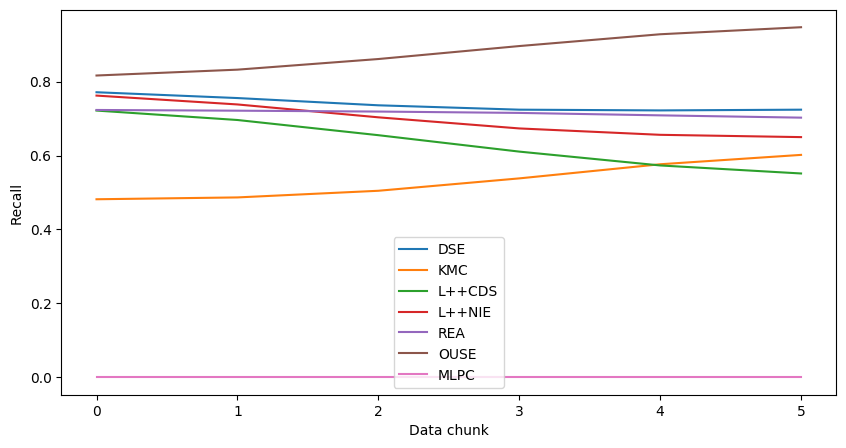 0.8
0.6
0.4
0.2
0.0
Recall
DSE
KMC
L++CDS
L++NIE
REA
OUSE
MLPC
0 1 2 3 4 5
Data chunk